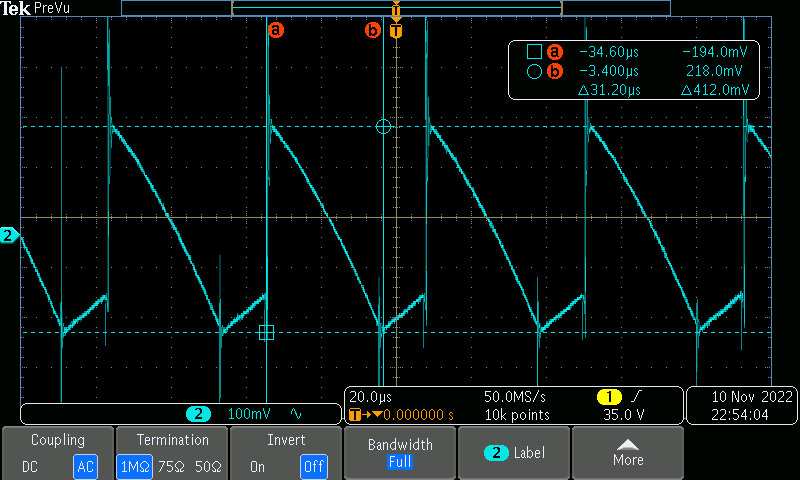 Tek PreVu
a b T
T
a −34.60µs −194.0mV
b −3.400µs 218.0mV
Δ31.20µs Δ412.0mV
2
2 100mV
20.0µs 50.0MS/s 1
T 0.000000 s 10k points 35.0 V
10 Nov 2022
22:54:04
Coupling
DC AC
Termination
1MΩ 75Ω 50Ω
Invert
On Off
Bandwidth
Full
2 Label
More